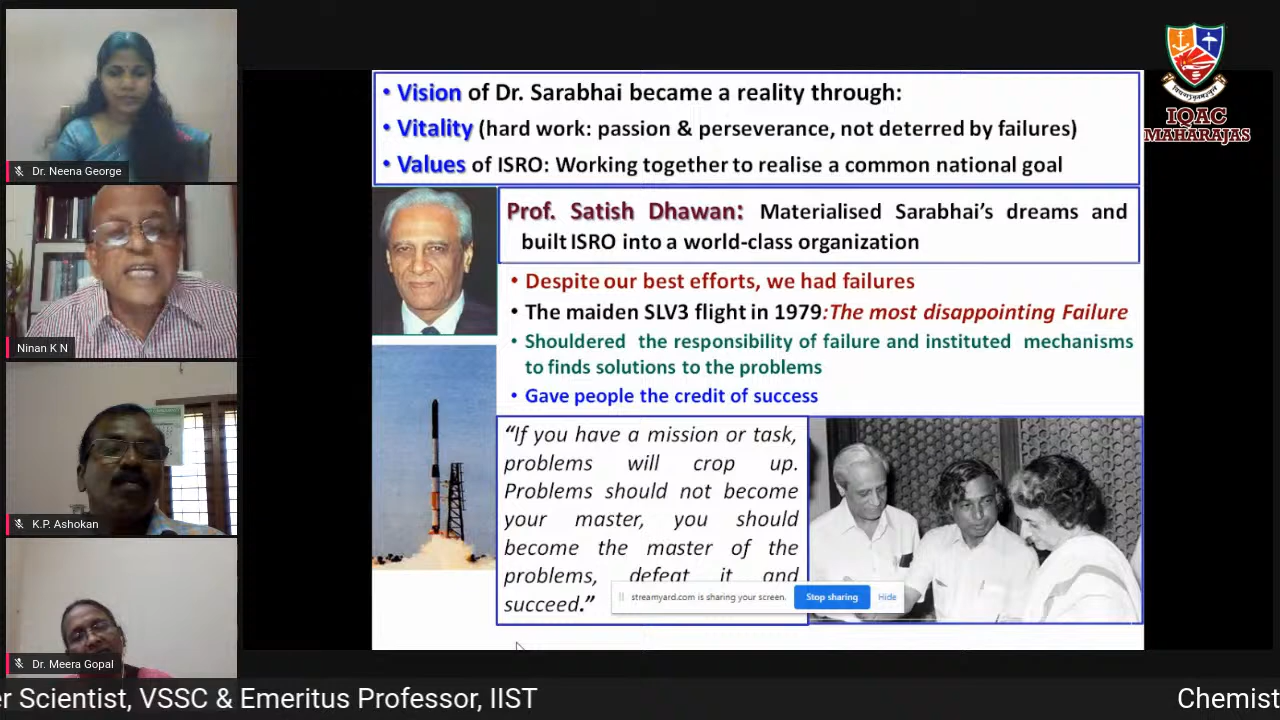 Dr. Neena George
Ninan K N
K.P. Ashokan
Dr. Meera Gopal
• Vision of Dr. Sarabhai became a reality through:
• Vitality (hard work: passion & perseverance, not deterred by failures)
• Values of ISRO: Working together to realise a common national goal
Prof. Satish Dhawan: Materialised Sarabhai’s dreams and
built ISRO into a world-class organization
• Despite our best efforts, we had failures
• The maiden SLV3 flight in 1979:The most disappointing Failure
• Shouldered the responsibility of failure and instituted mechanisms
to finds solutions to the problems
• Gave people the credit of success
“If you have a mission or task,
problems will crop up.
Problems should not become
your master, you should
become the master of the
problems, defeat it and
succeed.”
streamyard.com is sharing your screen.
Stop sharing
Hide
IQAC
MAHARAJAS
er Scientist, VSSC & Emeritus Professor, IIST
Chemist